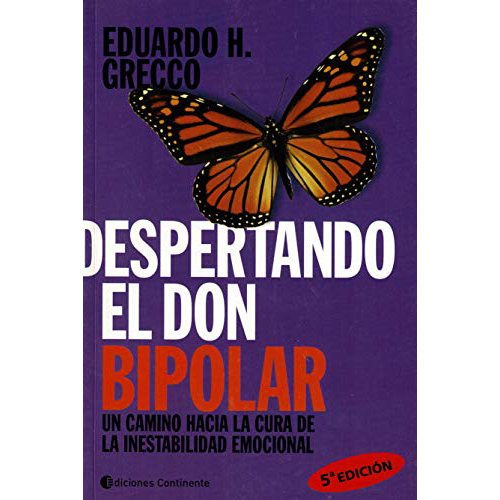 EDUARDO H.
GRECCO
DESPERTANDO
EL DON
BIPOLAR
UN CAMINO HACIA LA CURA DE
LA INESTABILIDAD EMOCIONAL
5ª EDICIÓN
Ediciones Continente